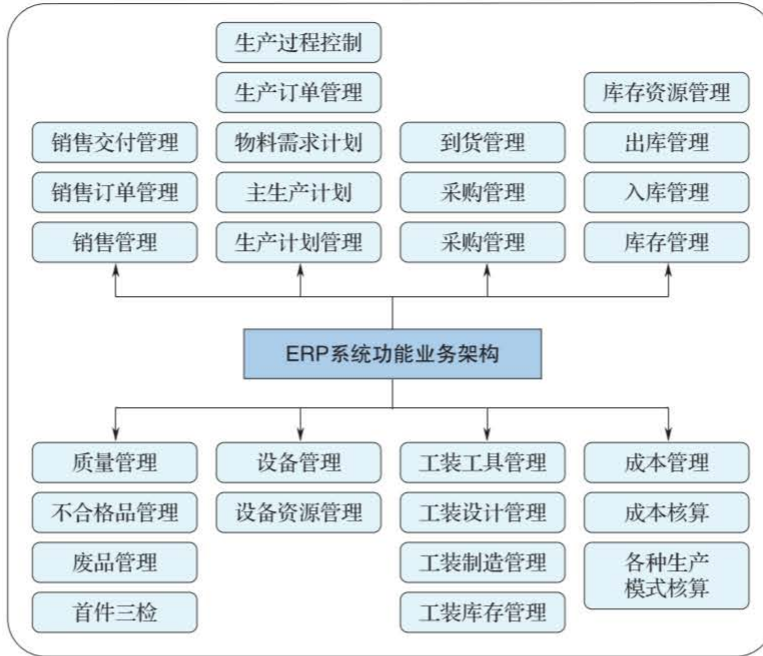 生产过程控制
生产订单管理
库存资源管理
销售交付管理
物料需求计划
到货管理
出库管理
销售订单管理
主生产计划
采购管理
入库管理
销售管理
生产计划管理
采购管理
库存管理
ERP系统功能业务架构
质量管理
设备管理
工装工具管理
成本管理
不合格品管理
设备资源管理
工装设计管理
成本核算
废品管理
工装制造管理
各种生产
模式核算
首件三检
工装库存管理